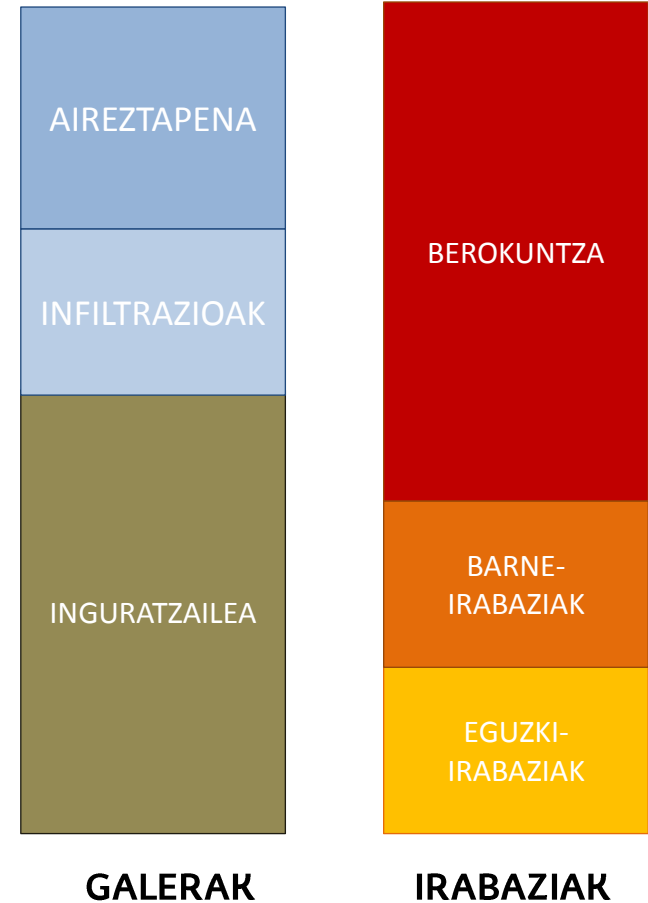 AIREZTAPENA
INFILTRAZIOAK
INGURATZAILEA
GALERAK
BEROKUNTZA
BARNE-
IRABAZIAK
EGUZKI-
IRABAZIAK
IRABAZIAK